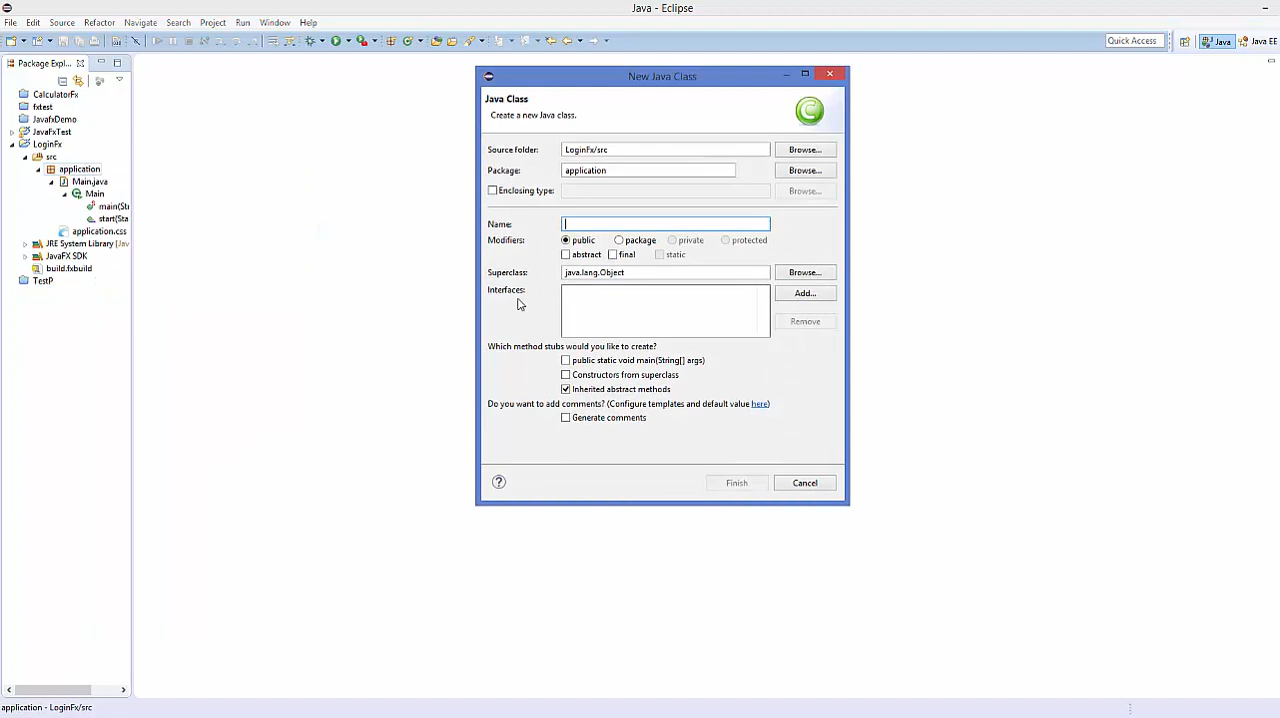 Java - Eclipse
File Edit Source Refactor Navigate Search Project Run Window Help
Quick Access
Java
Java EE
Package Expl...
CalculatorFx
fxtest
JavafxDemo
JavaFxTest
LoginFx
src
application
Main.java
Main
main(Sti
start(Sta
application.css
JRE System Library [Jav
JavaFX SDK
build.fxbuild
TestP
New Java Class
Java Class
Create a new Java class.
C
Source folder: LoginFx/src Browse...
Package: application Browse...
Enclosing type: Browse...
Name:
Modifiers: public package private protected
abstract final static
Superclass: java.lang.Object Browse...
Interfaces: Add...
Remove
Which method stubs would you like to create?
public static void main(String[] args)
Constructors from superclass
Inherited abstract methods
Do you want to add comments? (Configure templates and default value here)
Generate comments
? Finish Cancel
application - LoginFx/src